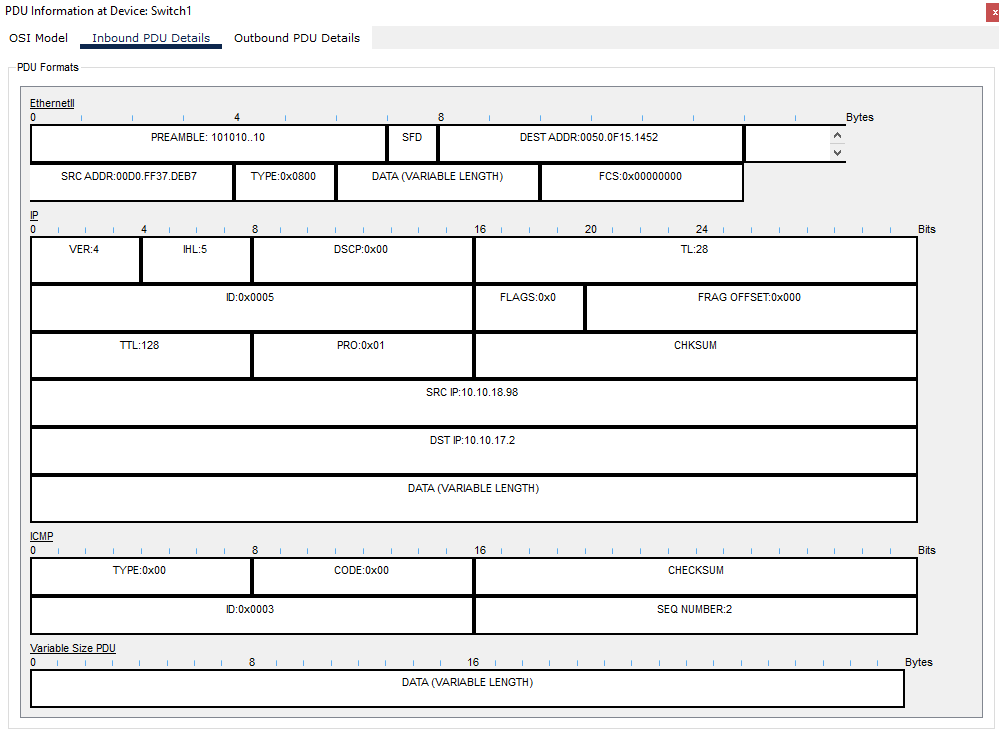 PDU Information at Device: Switch1
x
OSI Model Inbound PDU Details Outbound PDU Details
PDU Formats
EthernetII
0 4 8 Bytes
PREAMBLE: 101010..10 SFD DEST ADDR:0050.0F15.1452
SRC ADDR:00D0.FF37.DEB7 TYPE:0x0800 DATA (VARIABLE LENGTH) FCS:0x00000000
IP
0 4 8 16 20 24 Bits
VER:4 IHL:5 DSCP:0x00 TL:28
ID:0x0005 FLAGS:0x0 FRAG OFFSET:0x000
TTL:128 PRO:0x01 CHKSUM
SRC IP:10.10.18.98
DST IP:10.10.17.2
DATA (VARIABLE LENGTH)
ICMP
0 8 16 Bits
TYPE:0x00 CODE:0x00 CHECKSUM
ID:0x0003 SEQ NUMBER:2
Variable Size PDU
0 8 16 Bytes
DATA (VARIABLE LENGTH)